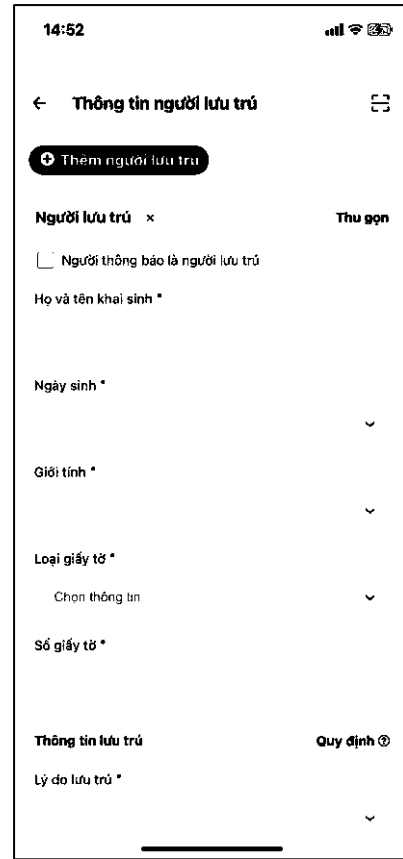 14:52
Thông tin người lưu trú
Thêm người lưu trú
Người lưu trú × Thu gọn
Người thông báo là người lưu trú
Họ và tên khai sinh *
Ngày sinh *
Giới tính *
Loại giấy tờ *
Chọn thông tin
Số giấy tờ *
Thông tin lưu trú Quy định
Lý do lưu trú *